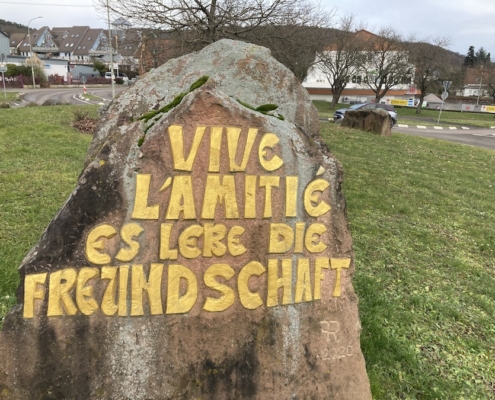 VIVE
L'AMITIÉ
ES LEBE DIE
FREUNDSCHAFT